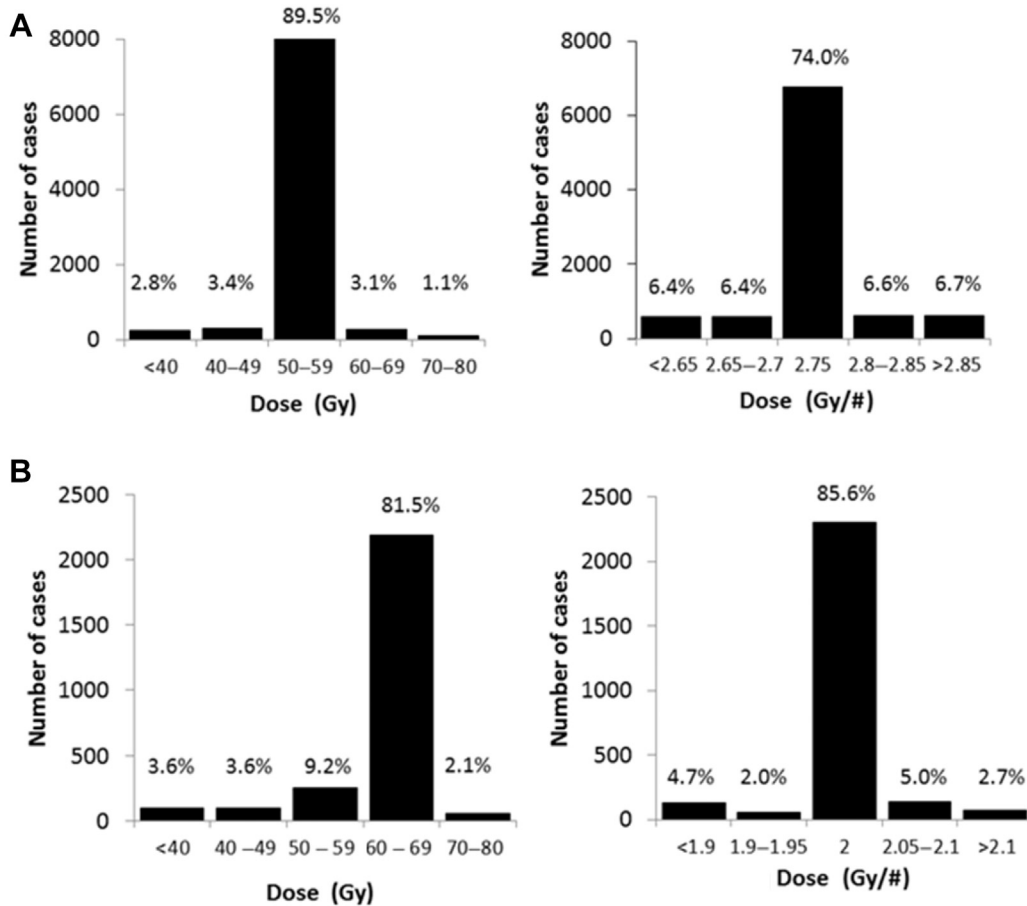 A
89.5%
8000
6000
4000
2000
0
Number of cases
2.8% 3.4% 3.1% 1.1%
<40 40–49 50–59 60–69 70–80
Dose (Gy)
8000
6000
4000
2000
0
Number of cases
74.0%
6.4% 6.4% 6.6% 6.7%
<2.65 2.65–2.7 2.75 2.8–2.85 >2.85
Dose (Gy/#)
B
2500
2000
1500
1000
500
0
Number of cases
81.5%
3.6% 3.6% 9.2% 2.1%
<40 40 –49 50 – 59 60 – 69 70–80
Dose (Gy)
2500
2000
1500
1000
500
0
Number of cases
85.6%
4.7% 2.0% 5.0% 2.7%
<1.9 1.9–1.95 2 2.05–2.1 >2.1
Dose (Gy/#)